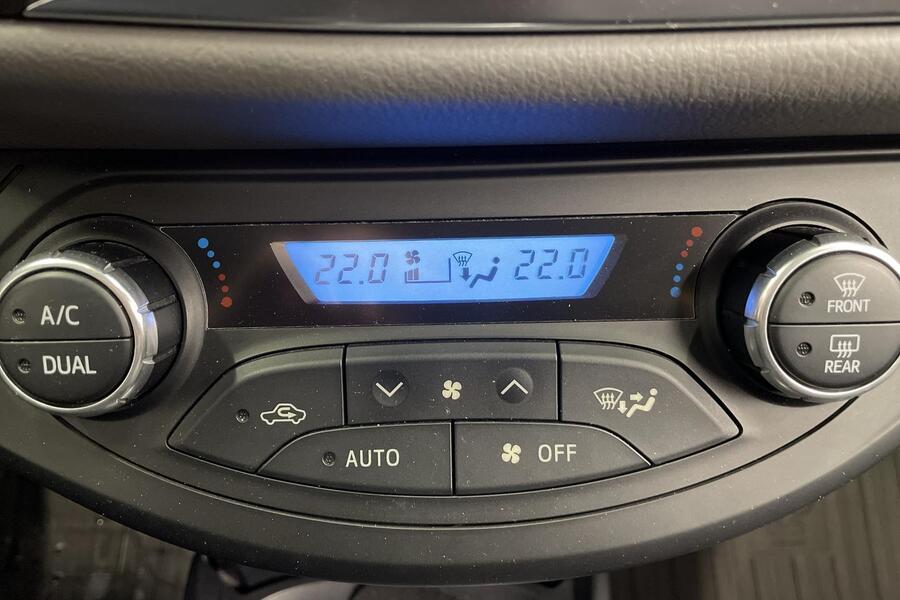 22.0 22.0
A/C
DUAL
FRONT
REAR
AUTO
OFF